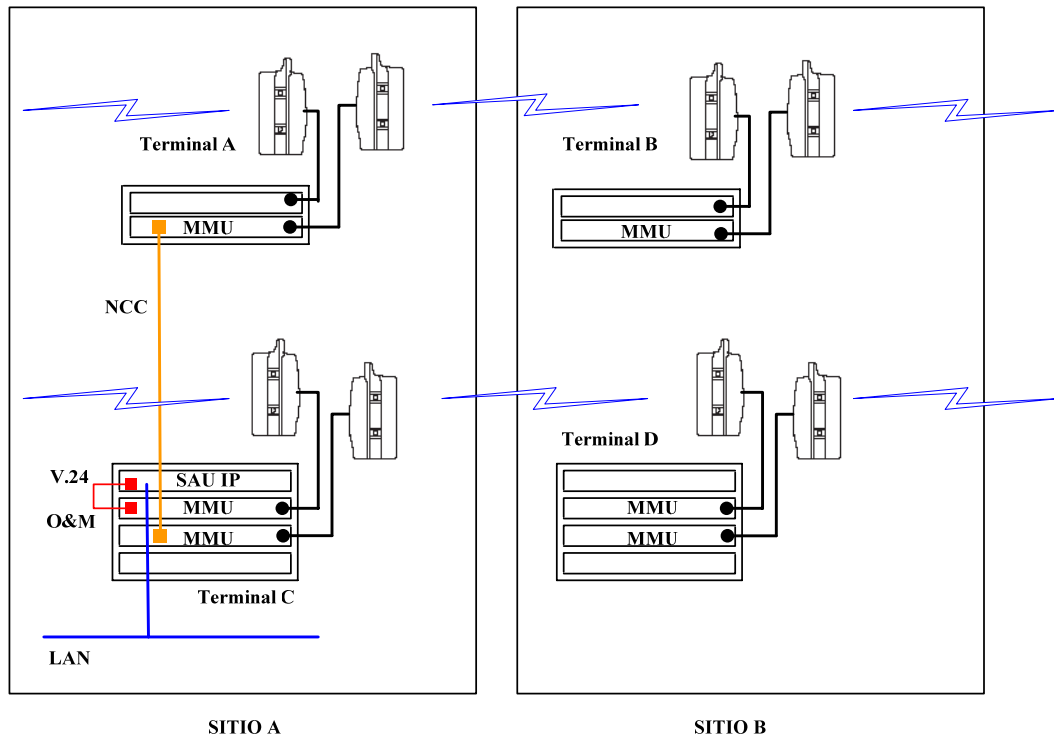 Terminal A
MMU
NCC
V.24
SAU IP
O&M
MMU
MMU
Terminal C
LAN
SITIO A
Terminal B
MMU
Terminal D
MMU
MMU
SITIO B